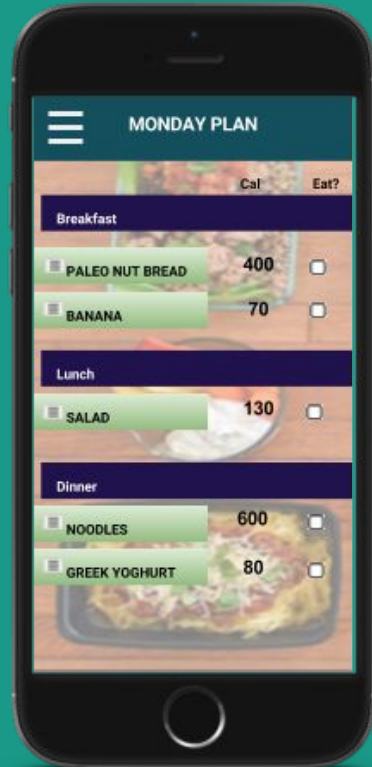 MONDAY PLAN
Cal Eat?
Breakfast
PALEO NUT BREAD 400
BANANA 70
Lunch
SALAD 130
Dinner
NOODLES 600
GREEK YOGHURT 80